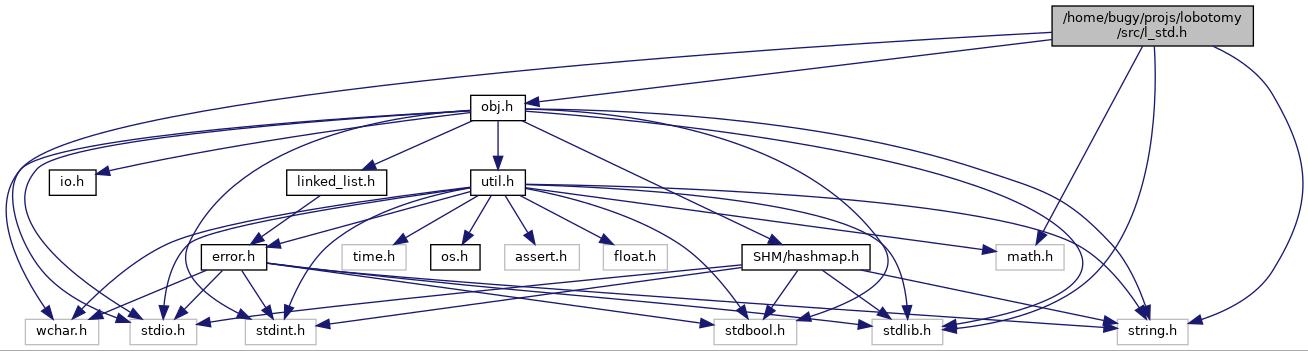 /home/bugy/projs/lobotomy
/src/l_std.h
obj.h
io.h
linked_list.h
util.h
error.h
time.h
os.h
assert.h
float.h
SHM/hashmap.h
math.h
wchar.h
stdio.h
stdint.h
stdbool.h
stdlib.h
string.h